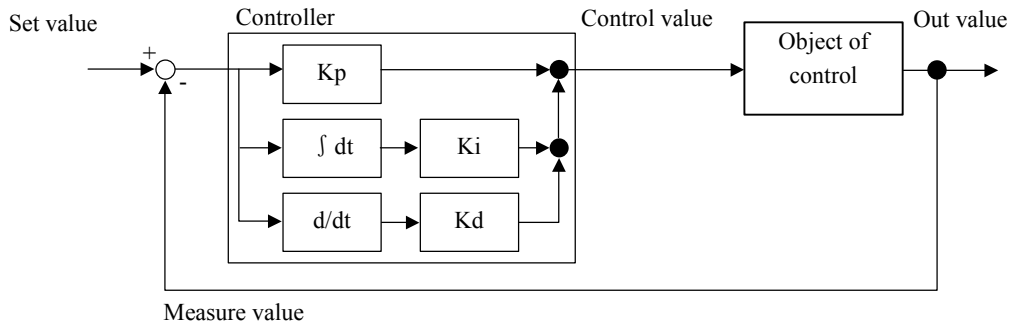 Set value
Controller
Control value
Out value
+
-
Kp
Object of
control
∫ dt
Ki
d/dt
Kd
Measure value